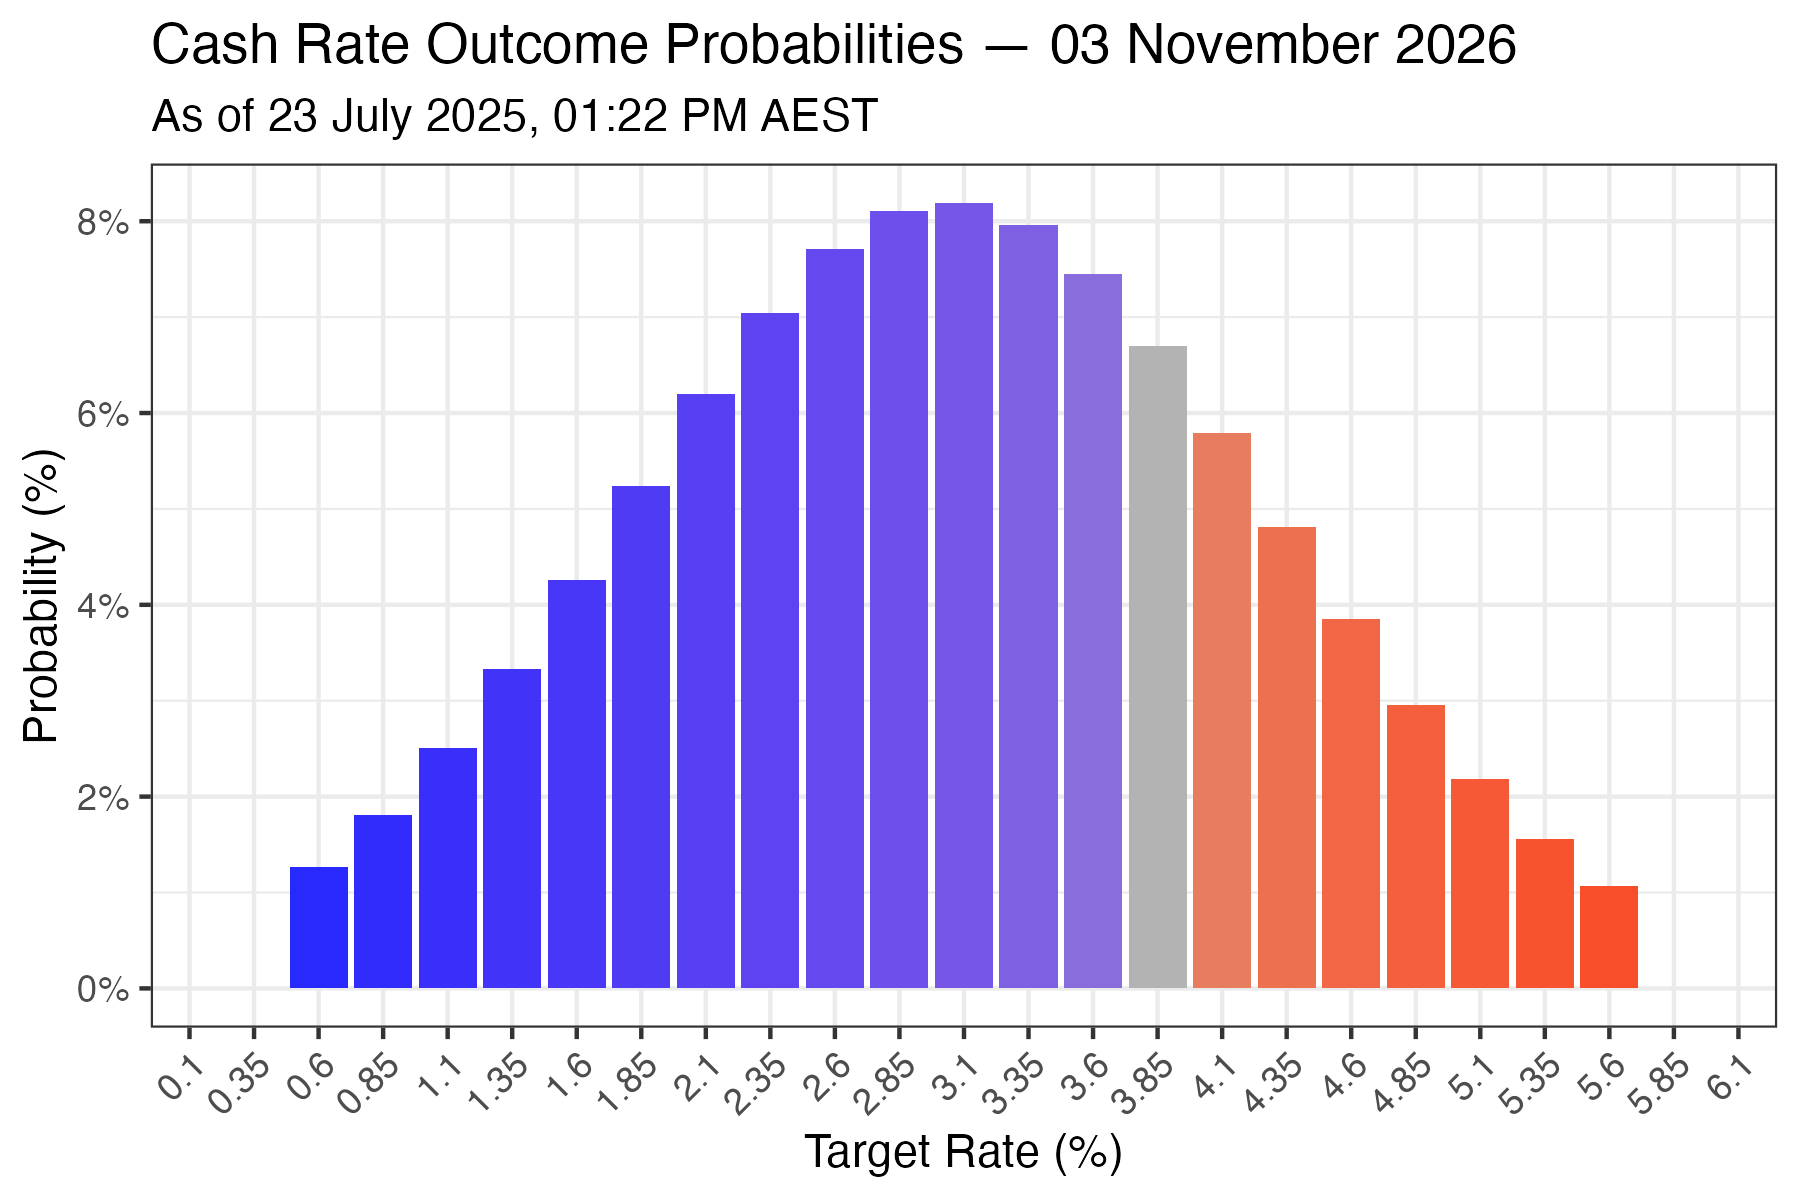 Cash Rate Outcome Probabilities — 03 November 2026
As of 23 July 2025, 01:22 PM AEST
Probability (%)
8%
6%
4%
2%
0%
0.1 0.35 0.6 0.85 1.1 1.35 1.6 1.85 2.1 2.35 2.6 2.85 3.1 3.35 3.6 3.85 4.1 4.35 4.6 4.85 5.1 5.35 5.6 5.85 6.1
Target Rate (%)